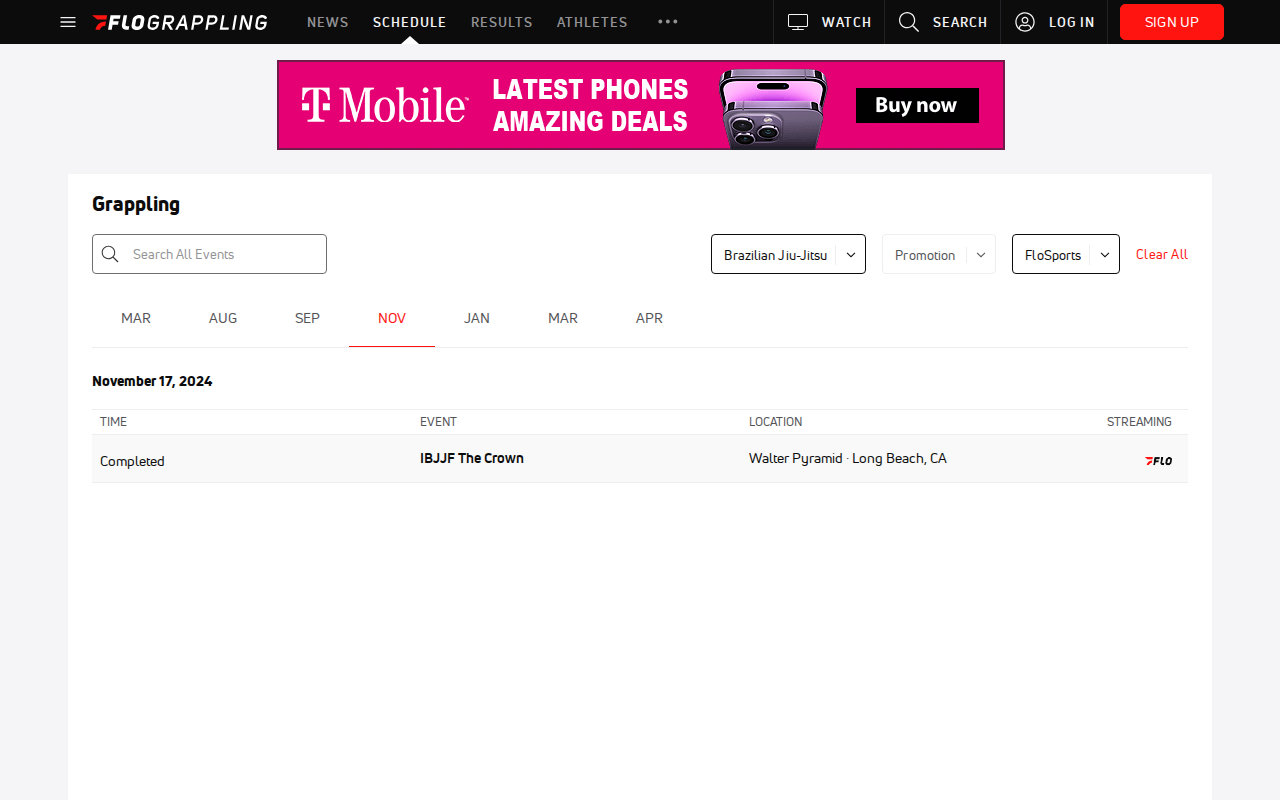 FLOGRAPPLING NEWS SCHEDULE RESULTS ATHLETES ••• WATCH SEARCH LOG IN SIGN UP
T Mobile LATEST PHONES AMAZING DEALS Buy now
Grappling
Search All Events Brazilian Jiu-Jitsu Promotion FloSports Clear All
MAR AUG SEP NOV JAN MAR APR
November 17, 2024
TIME EVENT LOCATION STREAMING
Completed IBJJF The Crown Walter Pyramid · Long Beach, CA FLO